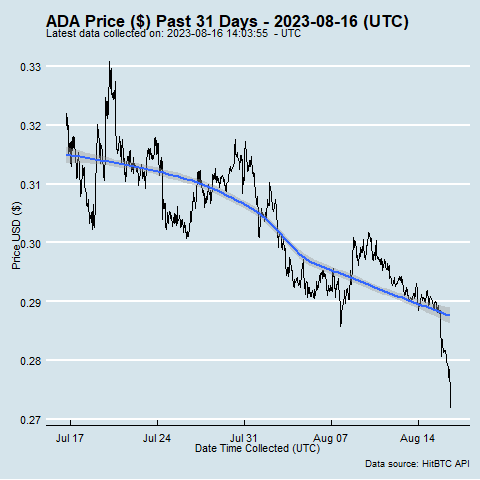 ADA Price ($) Past 31 Days - 2023-08-16 (UTC)
Latest data collected on: 2023-08-16 14:03:55 - UTC
0.33
0.32
0.31
0.30
0.29
0.28
0.27
Price USD ($)
Jul 17 Jul 24 Jul 31 Aug 07 Aug 14
Date Time Collected (UTC)
Data source: HitBTC API